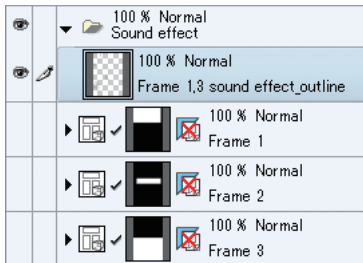 100 % Normal
Sound effect
100 % Normal
Frame 1,3 sound effect_outline
100 % Normal
Frame 1
100 % Normal
Frame 2
100 % Normal
Frame 3